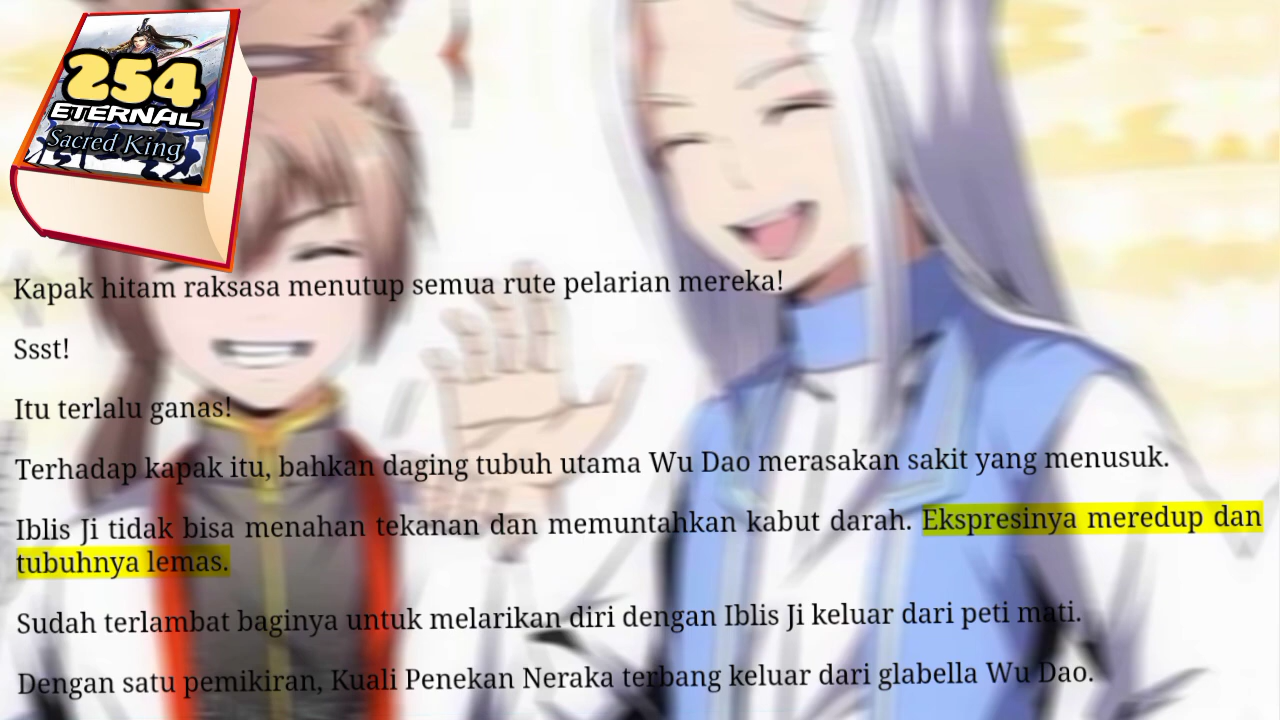 254
ETERNAL
Sacred King
Kapak hitam raksasa menutup semua rute pelarian mereka!
Ssst!
Itu terlalu ganas!
Terhadap kapak itu, bahkan daging tubuh utama Wu Dao merasakan sakit yang menusuk.
Iblis Ji tidak bisa menahan tekanan dan memuntahkan kabut darah. Ekspresinya meredup dan
tubuhnya lemas.
Sudah terlambat baginya untuk melarikan diri dengan Iblis Ji keluar dari peti mati.
Dengan satu pemikiran, Kuali Penekan Neraka terbang keluar dari glabella Wu Dao.